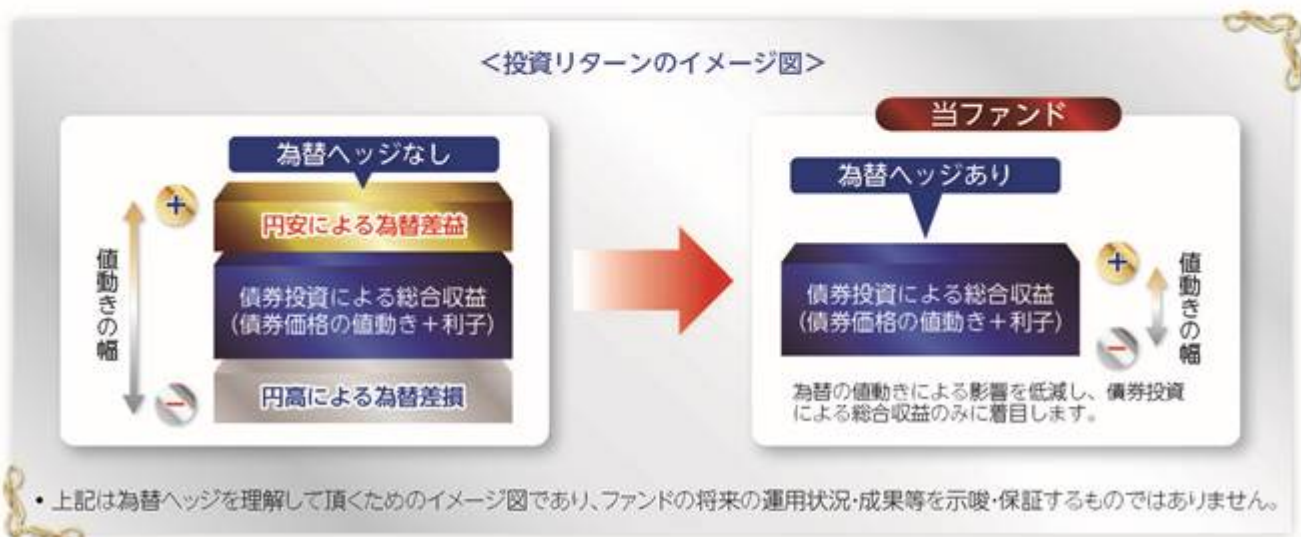 <投資リターンのイメージ図>
為替ヘッジなし
+
円安による為替差益
値動きの幅
債券投資による総合収益
(債券価格の値動き+利子)
円高による為替差損
−
当ファンド
為替ヘッジあり
債券投資による総合収益
(債券価格の値動き+利子)
+
−
値動きの幅
為替の値動きによる影響を低減し、債券投資
による総合収益のみに着目します。
• 上記は為替ヘッジを理解して頂くためのイメージ図であり、ファンドの将来の運用状況・成果等を示唆・保証するものではありません。